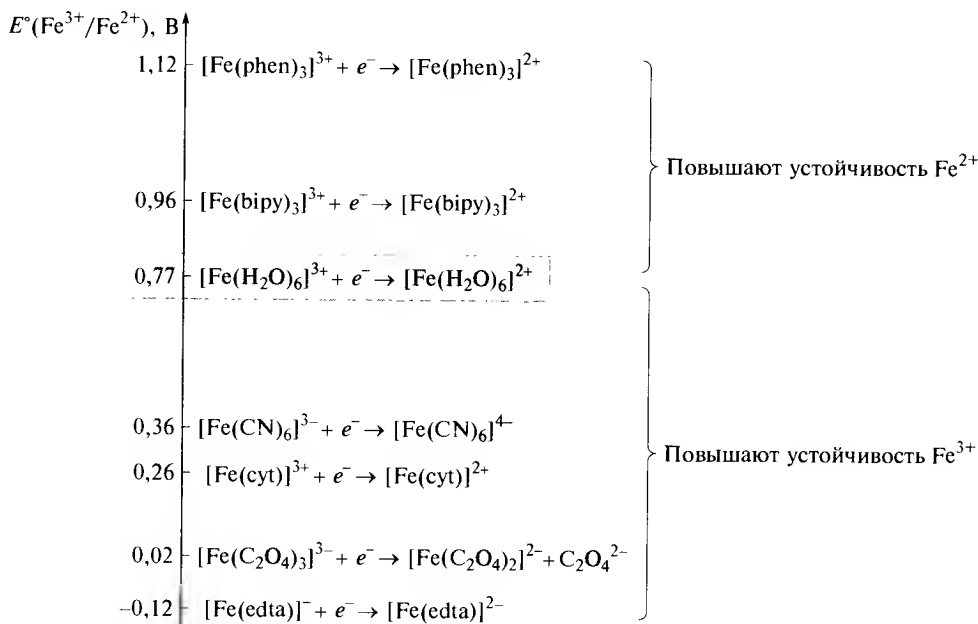 E°(Fe³⁺/Fe²⁺), В
1,12 [Fe(phen)₃]³⁺ + e⁻ → [Fe(phen)₃]²⁺
Повышают устойчивость Fe²⁺
0,96 [Fe(bipy)₃]³⁺ + e⁻ → [Fe(bipy)₃]²⁺
0,77 [Fe(H₂O)₆]³⁺ + e⁻ → [Fe(H₂O)₆]²⁺
0,36 [Fe(CN)₆]³⁻ + e⁻ → [Fe(CN)₆]⁴⁻
Повышают устойчивость Fe³⁺
0,26 [Fe(cyt)]³⁺ + e⁻ → [Fe(cyt)]²⁺
0,02 [Fe(C₂O₄)₃]³⁻ + e⁻ → [Fe(C₂O₄)₂]²⁻ + C₂O₄²⁻
−0,12 [Fe(edta)]⁻ + e⁻ → [Fe(edta)]²⁻